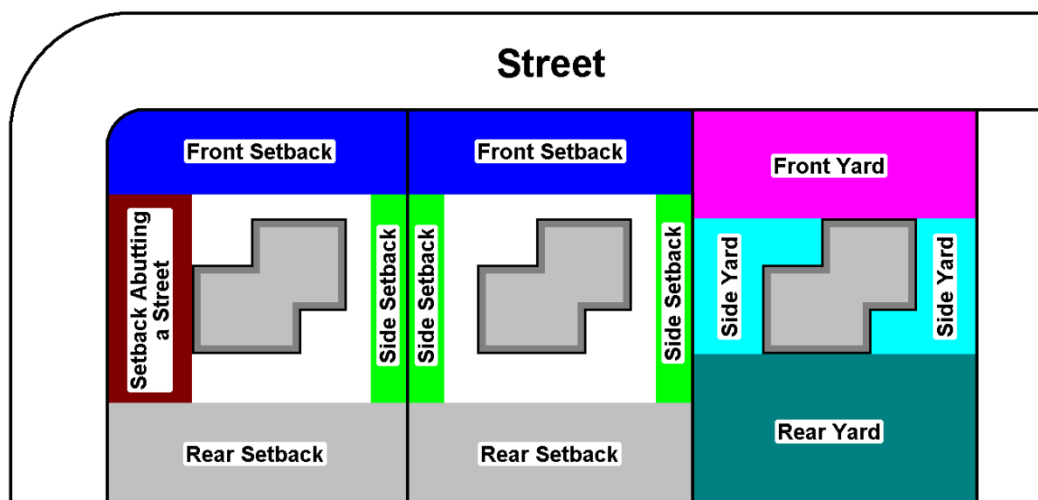 Street
Front Setback
Front Setback
Front Yard
Setback Abutting
a Street
Side Setback
Side Setback
Side Setback
Side Yard
Side Yard
Rear Setback
Rear Setback
Rear Yard